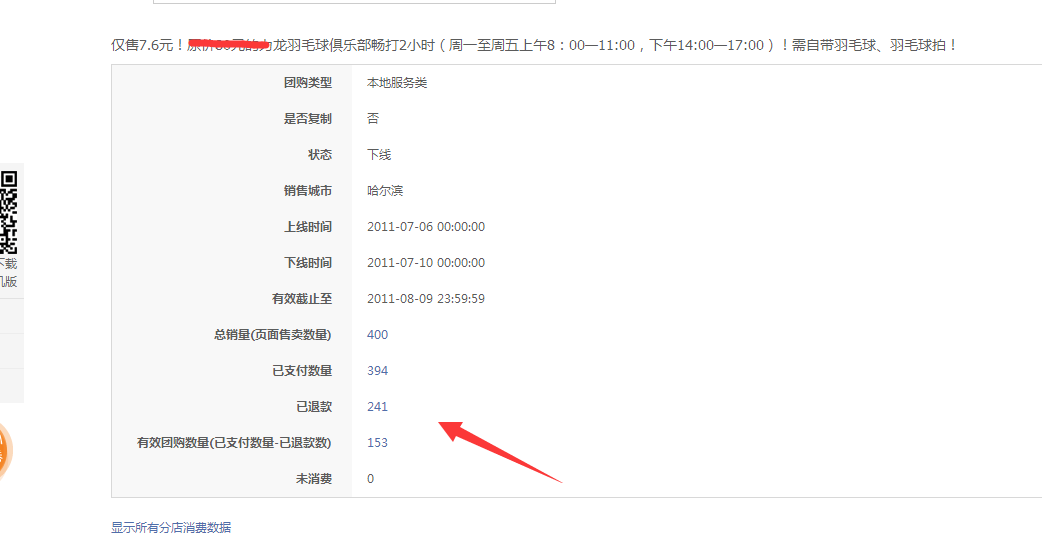 仅售7.6元！龙羽毛球俱乐部畅打2小时（周一至周五上午8：00—11:00，下午14:00—17:00）！需自带羽毛球、羽毛球拍！
团购类型 本地服务类
是否复制 否
状态 下线
销售城市 哈尔滨
上线时间 2011-07-06 00:00:00
下线时间 2011-07-10 00:00:00
有效截止至 2011-08-09 23:59:59
下载
机版
总销量(页面售卖数量) 400
已支付数量 394
已退款 241
有效团购数量(已支付数量-已退款数) 153
未消费 0
显示所有分店消费数据